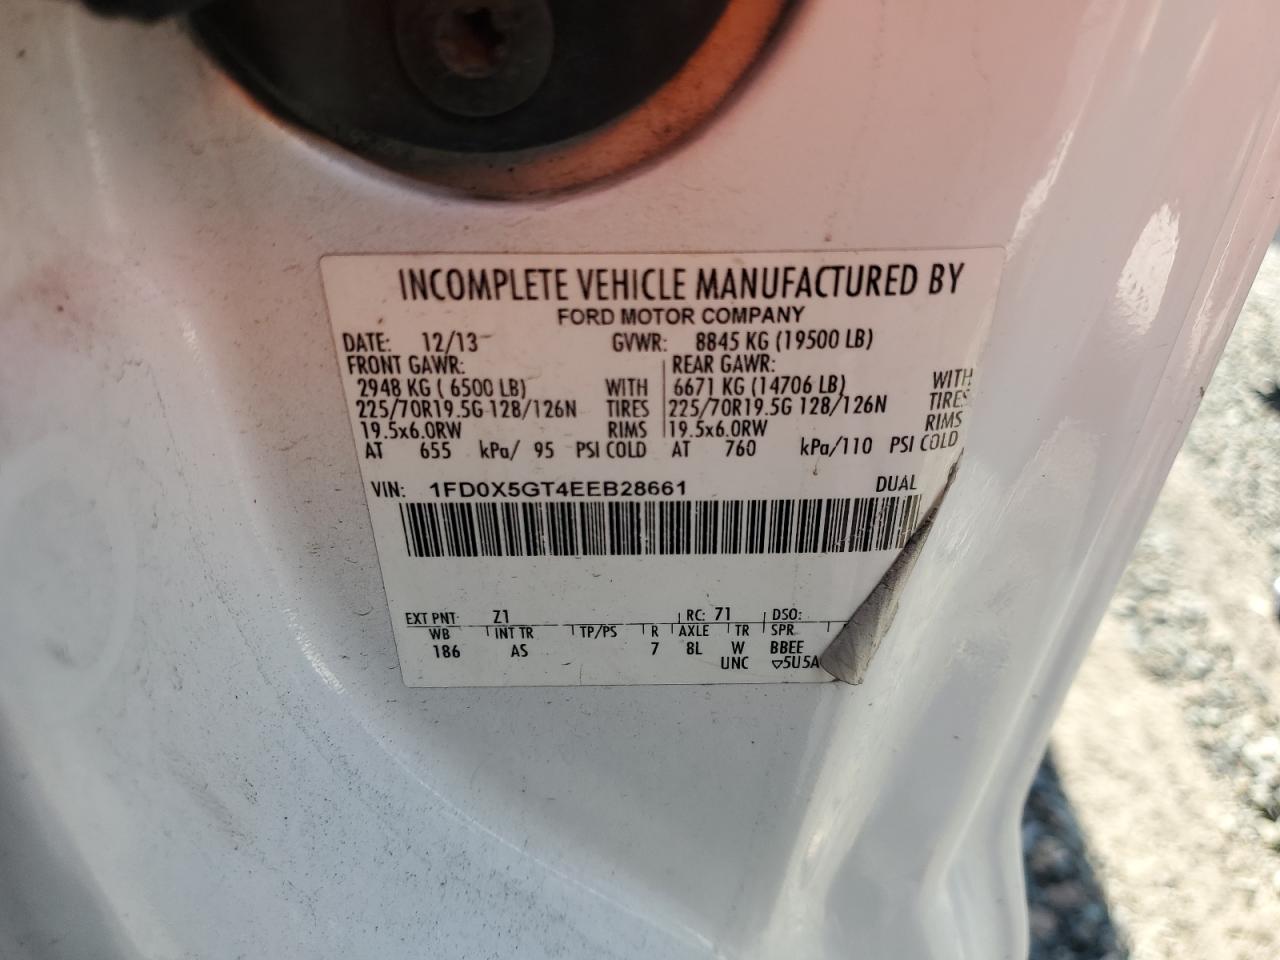 INCOMPLETE VEHICLE MANUFACTURED BY
FORD MOTOR COMPANY
DATE: 12/13 GVWR: 8845 KG (19500 LB)
FRONT GAWR: REAR GAWR:
2948 KG ( 6500 LB) WITH 6671 KG (14706 LB) WITH
225/70R19.5G 128/126N TIRES 225/70R19.5G 128/126N TIRES
19.5x6.0RW RIMS 19.5x6.0RW RIMS
AT 655 kPa/ 95 PSI COLD AT 760 kPa/110 PSI COLD
VIN: 1FD0X5GT4EEB28661 DUAL
EXT PNT: Z1 RC: 71 DSO:
WB INT TR TP/PS R AXLE TR SPR
186 AS 7 8L W BBEE
UNC ▽5U5A